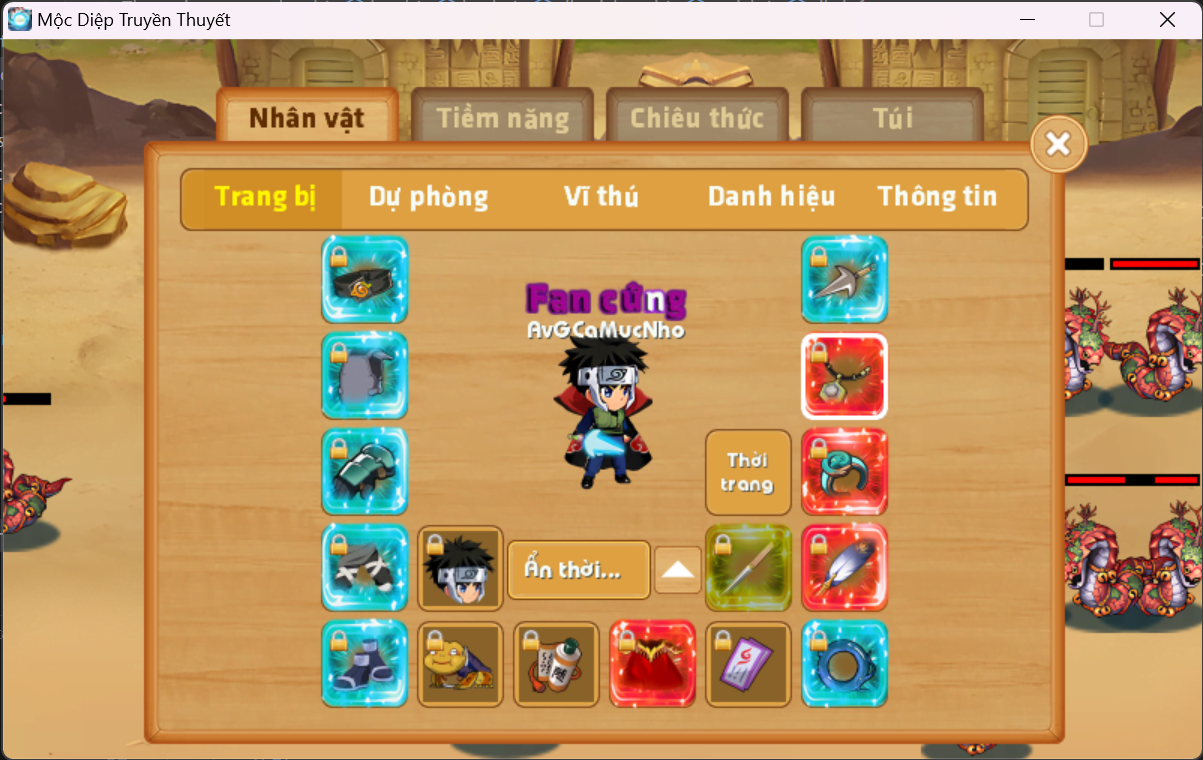 Mộc Diệp Truyền Thuyết
Nhân vật
Tiềm năng
Chiêu thức
Túi
Trang bị
Dự phòng
Vĩ thú
Danh hiệu
Thông tin
Fan cứng
AvGCaMucNho
Thời
trang
Ẩn thời...